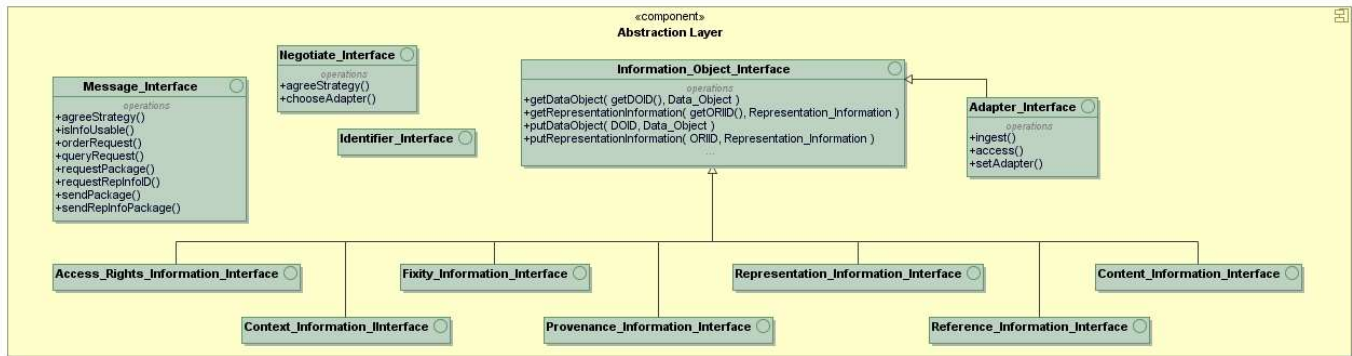 «component»
Abstraction Layer
Message_Interface
operations
+agreeStrategy()
+isInfoUsable()
+orderRequest()
+queryRequest()
+requestPackage()
+requestRepInfoID()
+sendPackage()
+sendRepInfoPackage()
Negotiate_Interface
operations
+agreeStrategy()
+chooseAdapter()
Identifier_Interface
Information_Object_Interface
operations
+getDataObject( getDOID(), Data_Object )
+getRepresentationInformation( getORIID(), Representation_Information )
+putDataObject( DOID, Data_Object )
+putRepresentationInformation( ORIID, Representation_Information )
...
Adapter_Interface
operations
+ingest()
+access()
+setAdapter()
Access_Rights_Information_Interface
Fixity_Information_Interface
Representation_Information_Interface
Content_Information_Interface
Context_Information_IInterface
Provenance_Information_Interface
Reference_Information_Interface